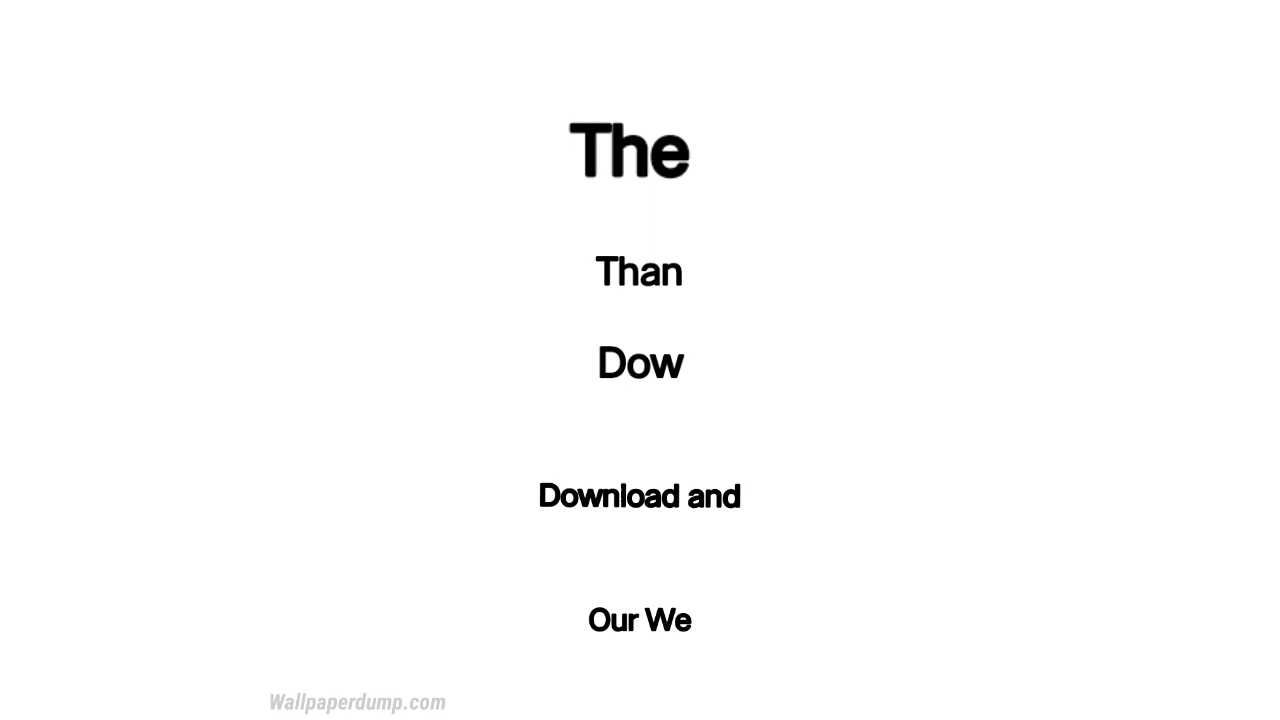 The
Than
Dow
Download and
Our We
Wallpaperdump.com